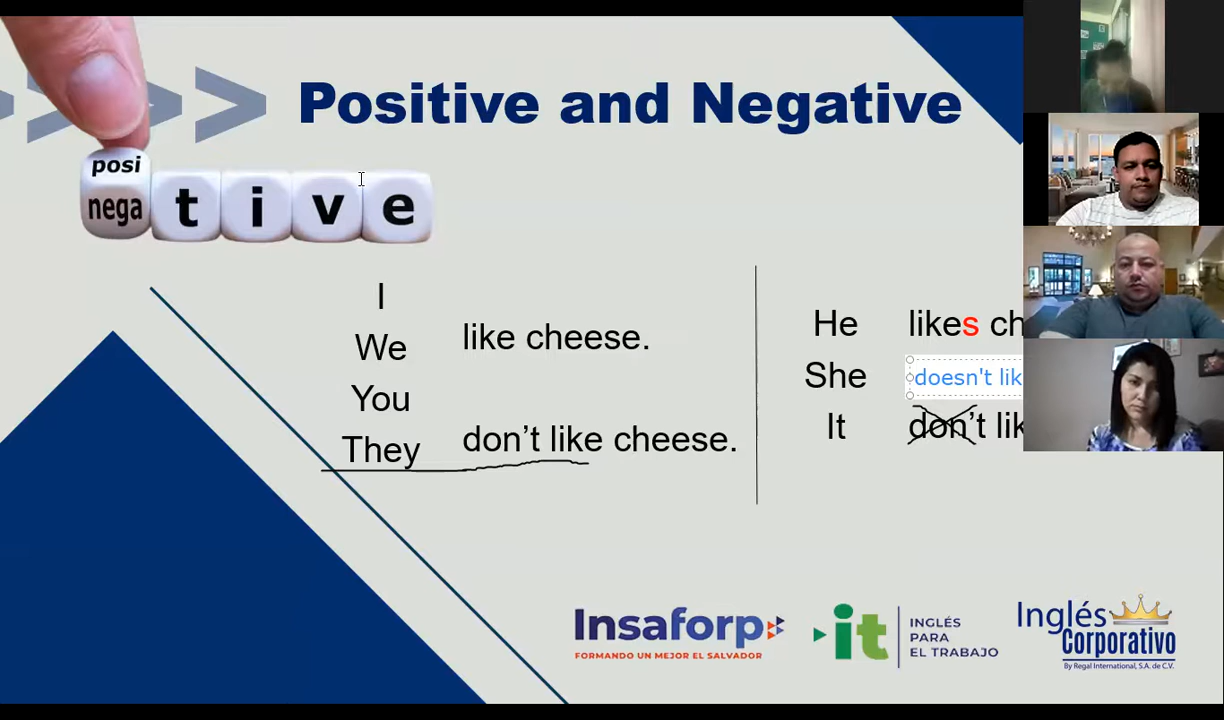 Positive and Negative
posi
nega
t i v e
I
We
You
They
like cheese.
don't like cheese.
He
She
It
likes
doesn't
don't
Insaforp
FORMANDO UN MEJOR EL SALVADOR
it
INGLÉS
PARA
EL TRABAJO
Inglés
Corporativo
By Regal International, S.A. de C.V.